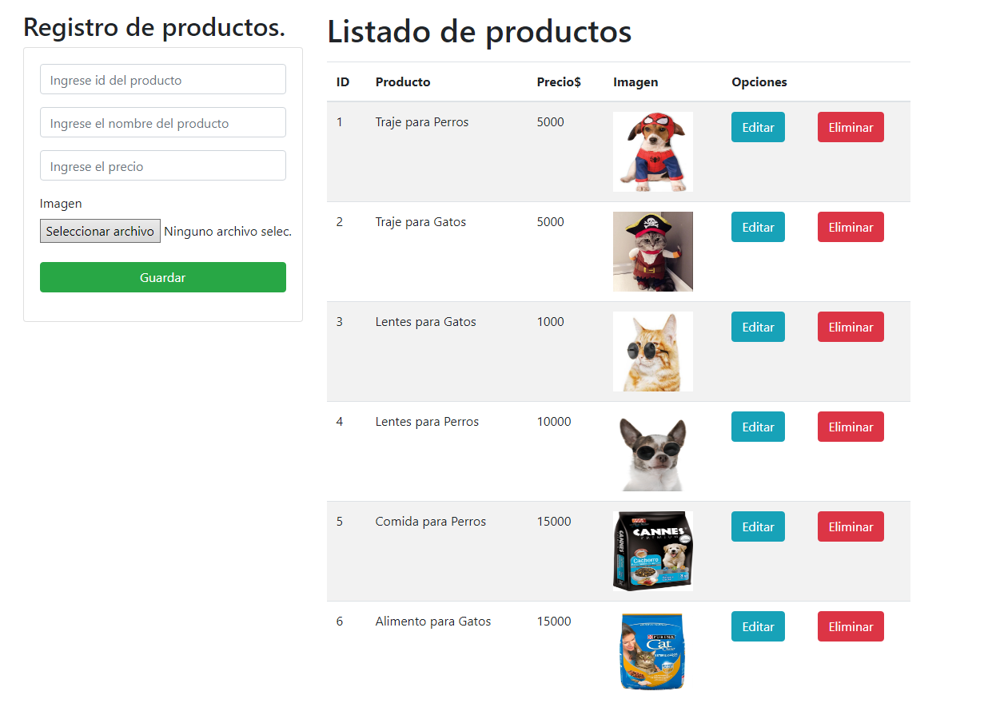 Registro de productos.
Ingrese id del producto
Ingrese el nombre del producto
Ingrese el precio
Imagen
Seleccionar archivo Ninguno archivo selec.
Guardar
Listado de productos
ID Producto Precio$ Imagen Opciones
1 Traje para Perros 5000 Editar Eliminar
2 Traje para Gatos 5000 Editar Eliminar
3 Lentes para Gatos 1000 Editar Eliminar
4 Lentes para Perros 10000 Editar Eliminar
5 Comida para Perros 15000 Editar Eliminar
CANNES
PREMIUM
CANNES
Cachorro
6 Alimento para Gatos 15000 Editar Eliminar
PURINA
Cat